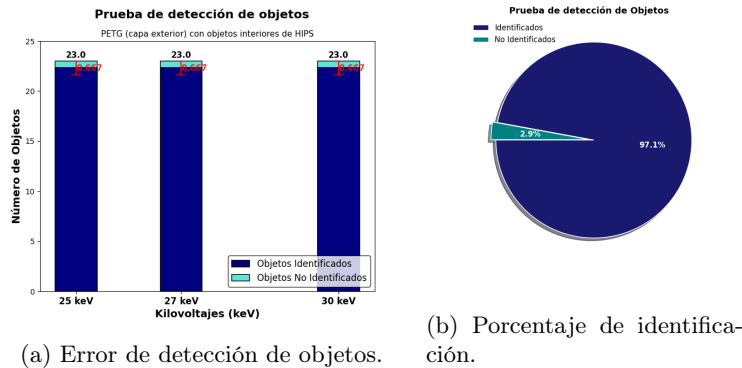 Prueba de detección de objetos
PETG (capa exterior) con objetos interiores de HIPS
Número de Objetos
25
20
15
10
5
0
23.0
23.0
23.0
0.667
0.667
0.667
Objetos Identificados
Objetos No Identificados
25 keV
27 keV
30 keV
Kilovoltajes (keV)
(a) Error de detección de objetos.
Prueba de detección de Objetos
Identificados
No Identificados
2.9%
97.1%
(b) Porcentaje de identifica-
ción.